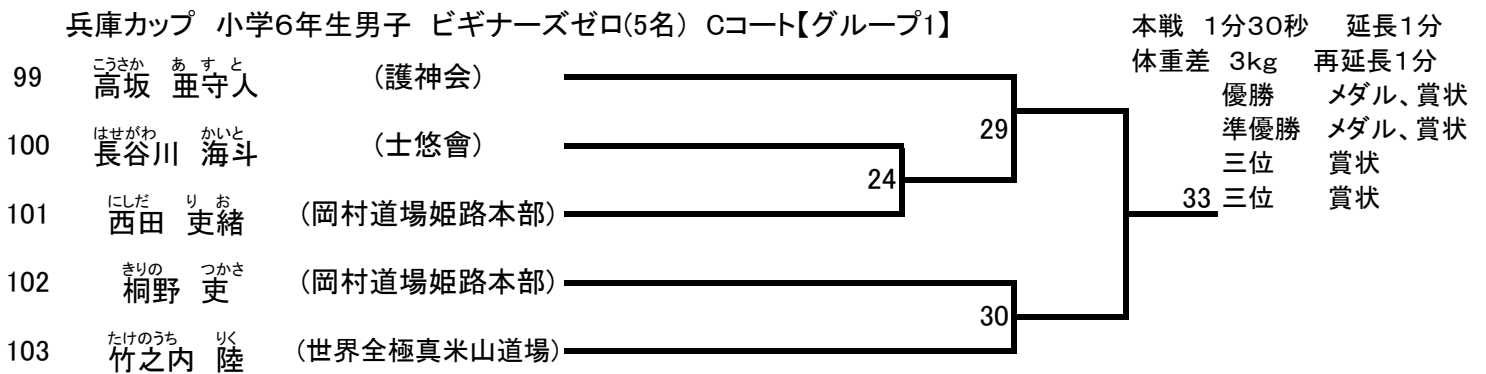 兵庫カップ 小学6年生男子 ビギナーズゼロ(5名) Cコート【グループ1】
本戦 1分30秒 延長1分
体重差 3kg 再延長1分
優勝 メダル、賞状
準優勝 メダル、賞状
三位 賞状
三位 賞状
こうさか あすと
99 高坂 亜守人 (護神会)
はせがわ かいと
100 長谷川 海斗 (士悠會)
にしだ りお
101 西田 吏緒 (岡村道場姫路本部)
きりの つかさ
102 桐野 吏 (岡村道場姫路本部)
たけのうち りく
103 竹之内 陸 (世界全極真米山道場)
29
24
33
30